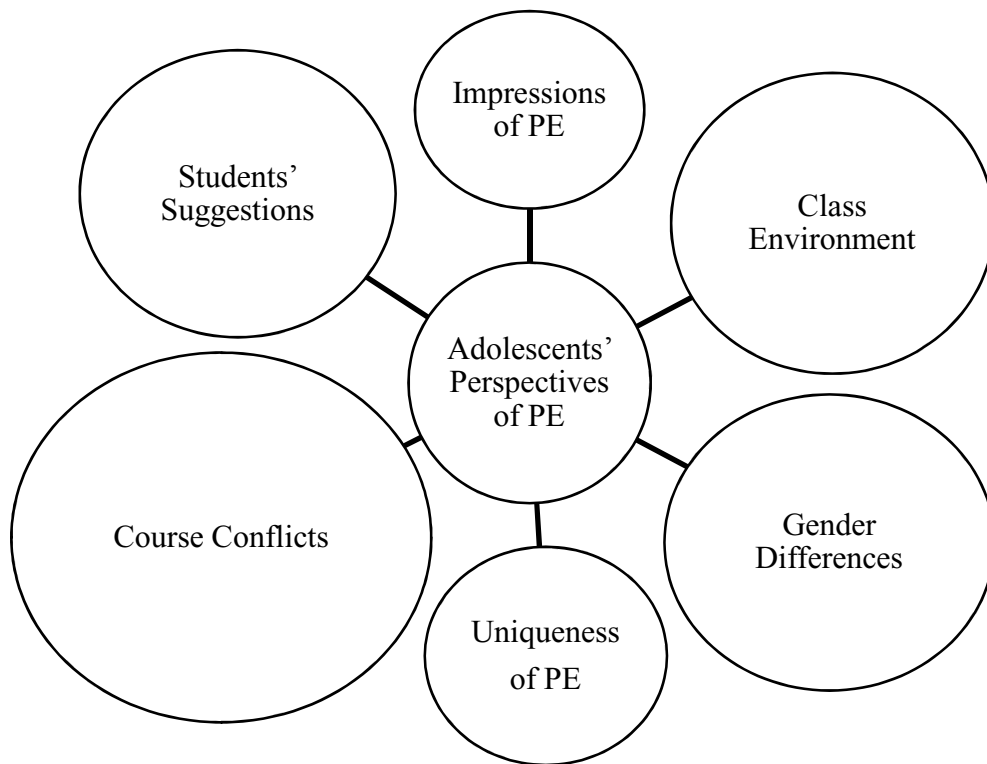 Impressions
of PE
Students’
Suggestions
Class
Environment
Adolescents’
Perspectives
of PE
Course Conflicts
Gender
Differences
Uniqueness
of PE